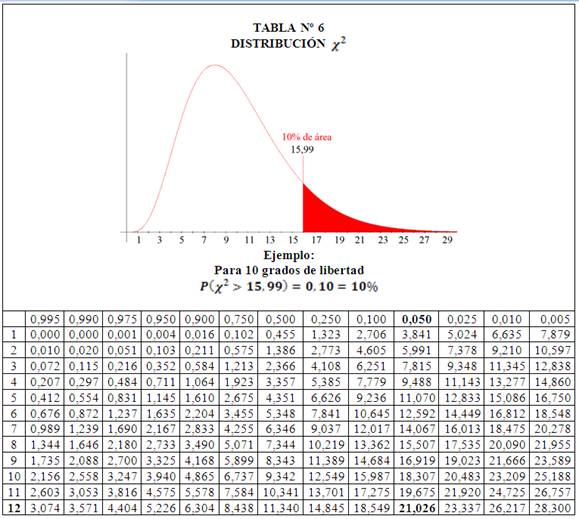 TABLA Nº 6
DISTRIBUCIÓN χ²
10% de área
15,99
1 3 5 7 9 11 13 15 17 19 21 23 25 27 29
Ejemplo:
Para 10 grados de libertad
P(χ² > 15,99) = 0,10 = 10%
0,995 0,990 0,975 0,950 0,900 0,750 0,500 0,250 0,100 0,050 0,025 0,010 0,005
1 0,000 0,000 0,001 0,004 0,016 0,102 0,455 1,323 2,706 3,841 5,024 6,635 7,879
2 0,010 0,020 0,051 0,103 0,211 0,575 1,386 2,773 4,605 5,991 7,378 9,210 10,597
3 0,072 0,115 0,216 0,352 0,584 1,213 2,366 4,108 6,251 7,815 9,348 11,345 12,838
4 0,207 0,297 0,484 0,711 1,064 1,923 3,357 5,385 7,779 9,488 11,143 13,277 14,860
5 0,412 0,554 0,831 1,145 1,610 2,675 4,351 6,626 9,236 11,070 12,833 15,086 16,750
6 0,676 0,872 1,237 1,635 2,204 3,455 5,348 7,841 10,645 12,592 14,449 16,812 18,548
7 0,989 1,239 1,690 2,167 2,833 4,255 6,346 9,037 12,017 14,067 16,013 18,475 20,278
8 1,344 1,646 2,180 2,733 3,490 5,071 7,344 10,219 13,362 15,507 17,535 20,090 21,955
9 1,735 2,088 2,700 3,325 4,168 5,899 8,343 11,389 14,684 16,919 19,023 21,666 23,589
10 2,156 2,558 3,247 3,940 4,865 6,737 9,342 12,549 15,987 18,307 20,483 23,209 25,188
11 2,603 3,053 3,816 4,575 5,578 7,584 10,341 13,701 17,275 19,675 21,920 24,725 26,757
12 3,074 3,571 4,404 5,226 6,304 8,438 11,340 14,845 18,549 21,026 23,337 26,217 28,300